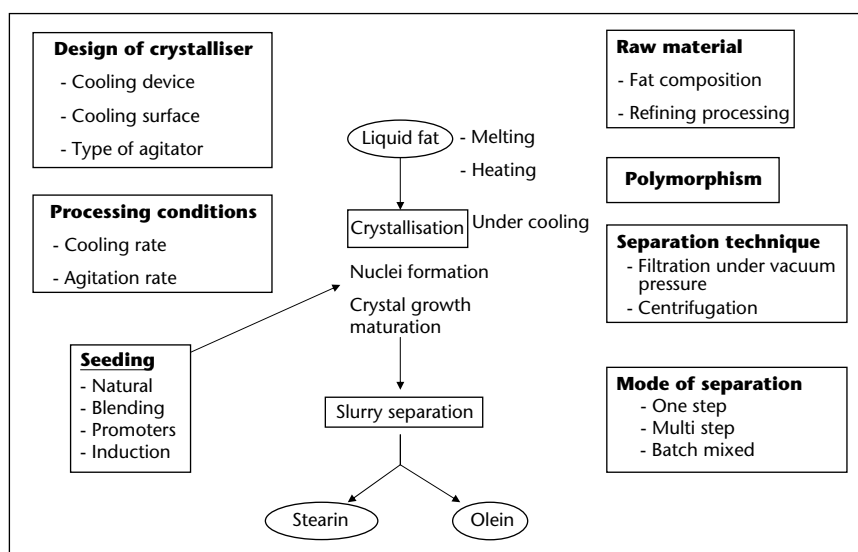 Design of crystalliser
- Cooling device
- Cooling surface
- Type of agitator
Processing conditions
- Cooling rate
- Agitation rate
Seeding
- Natural
- Blending
- Promoters
- Induction
Liquid fat
- Melting
- Heating
Crystallisation
Under cooling
Nuclei formation
Crystal growth
maturation
Slurry separation
Stearin
Olein
Raw material
- Fat composition
- Refining processing
Polymorphism
Separation technique
- Filtration under vacuum
pressure
- Centrifugation
Mode of separation
- One step
- Multi step
- Batch mixed